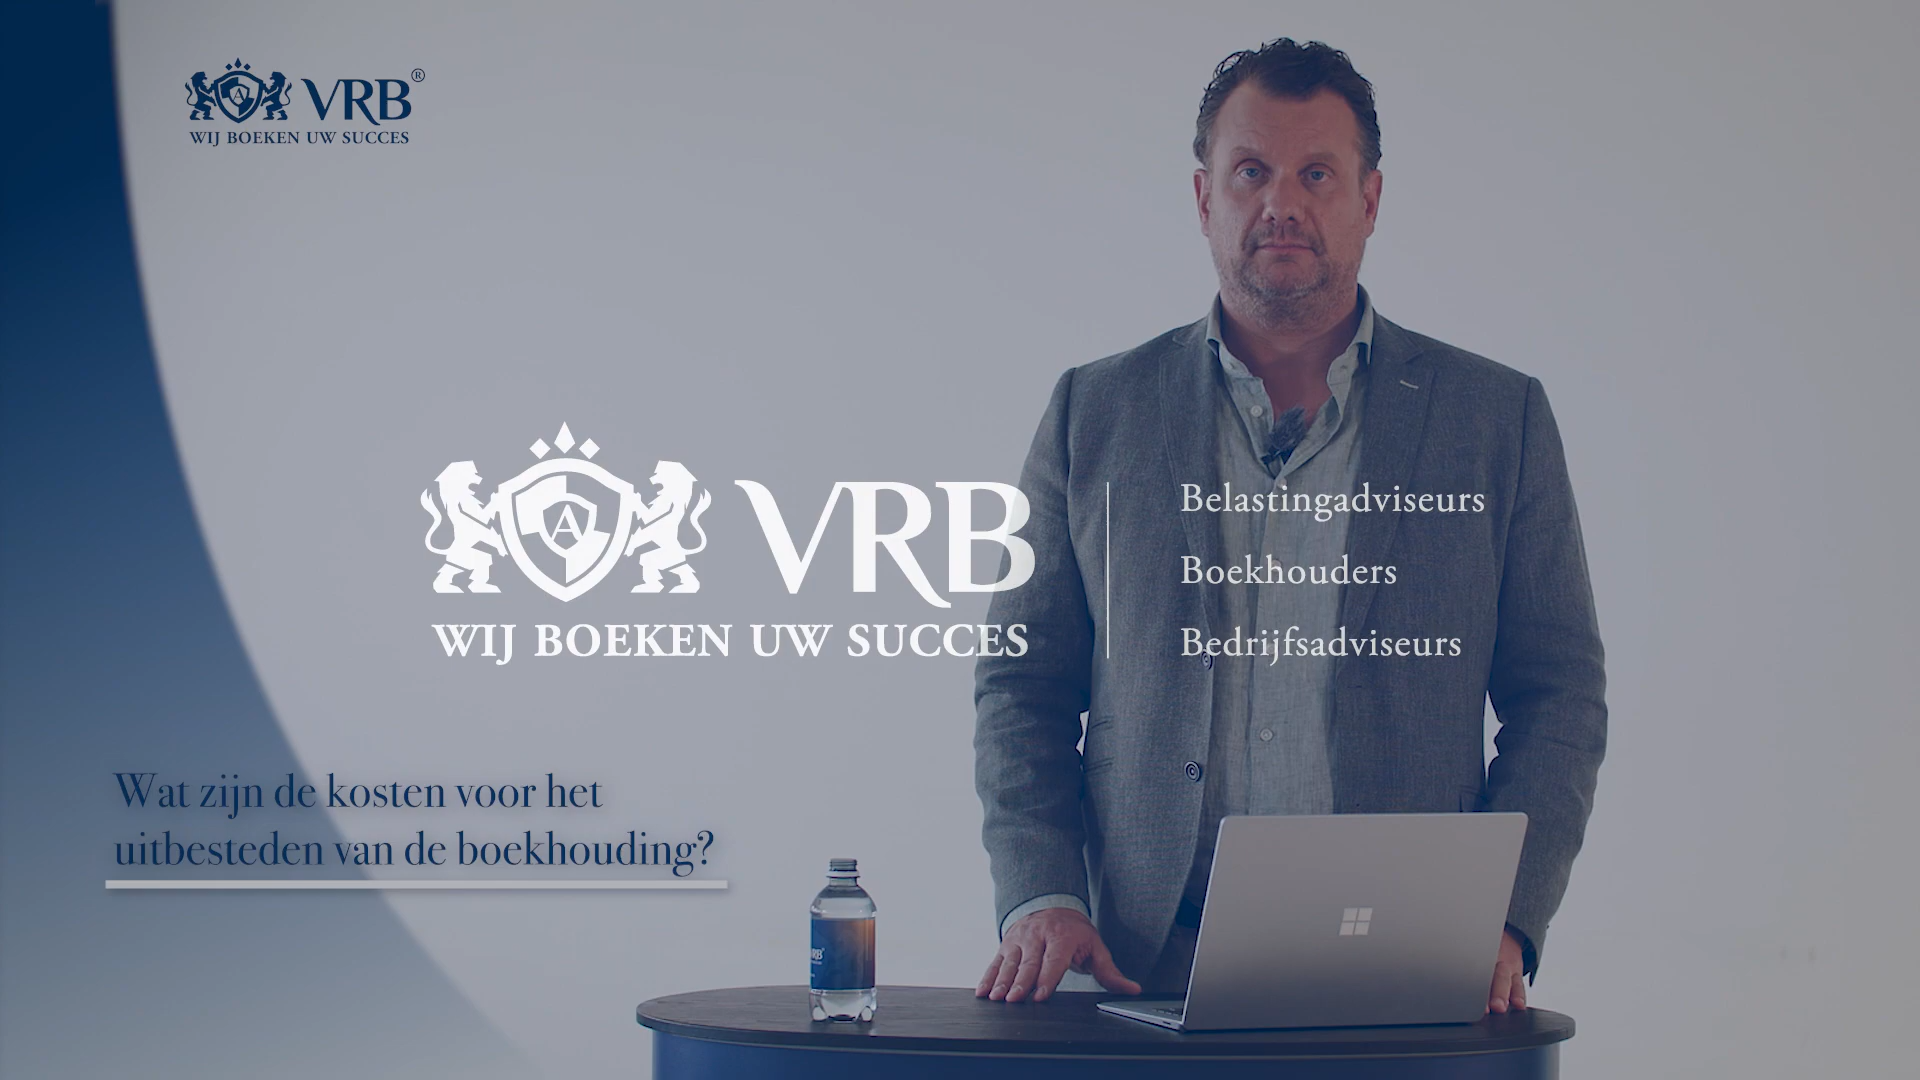 VRB®
WIJ BOEKEN UW SUCCES
A
VRB
WIJ BOEKEN UW SUCCES
Belastingadviseurs
Boekhouders
Bedrijfsadviseurs
Wat zijn de kosten voor het
uitbesteden van de boekhouding?
VRB